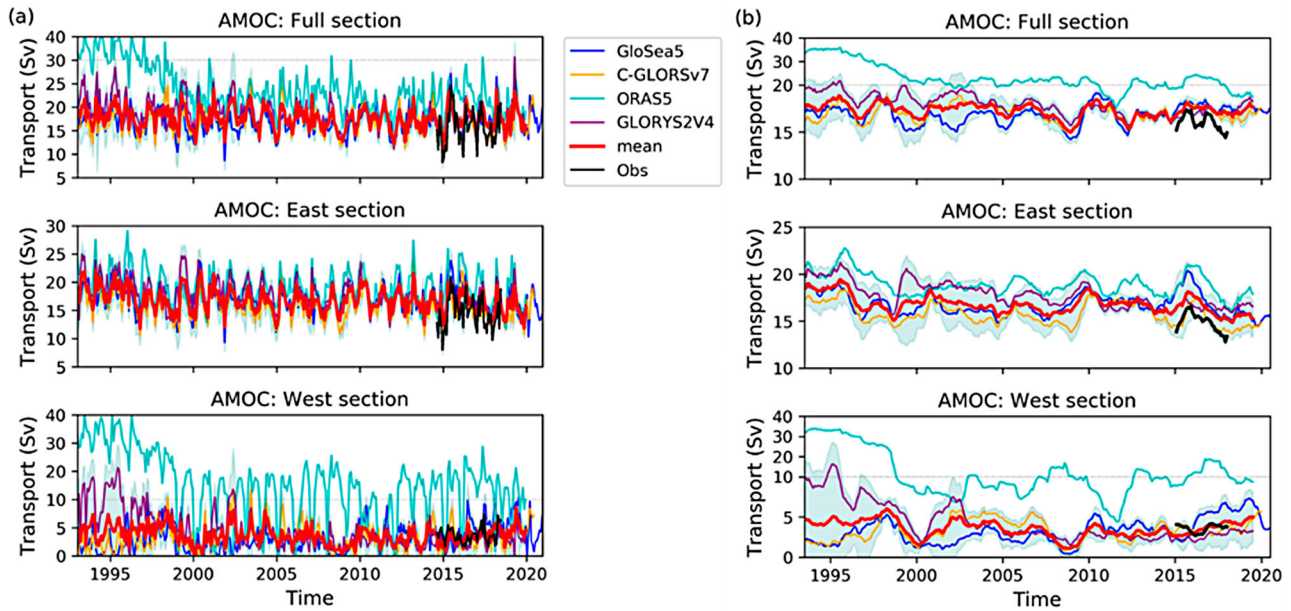 (a)
AMOC: Full section
Transport (Sv)
40
30
25
20
15
10
5
GloSea5
C-GLORSv7
ORAS5
GLORYS2V4
mean
Obs
AMOC: East section
Transport (Sv)
30
25
20
15
10
5
AMOC: West section
Transport (Sv)
40
30
20
10
5
0
1995 2000 2005 2010 2015 2020
Time
(b)
AMOC: Full section
Transport (Sv)
40
30
20
15
10
AMOC: East section
Transport (Sv)
25
20
15
10
AMOC: West section
Transport (Sv)
40
30
20
10
5
0
1995 2000 2005 2010 2015 2020
Time